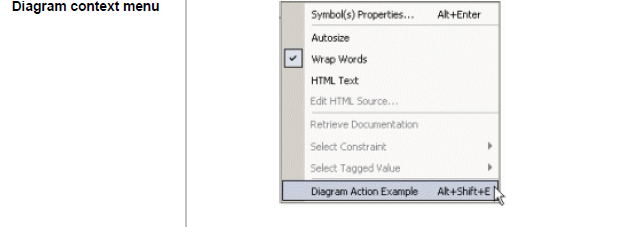 Diagram context menu
Symbol(s) Properties... Alt+Enter
Autosize
Wrap Words
HTML Text
Edit HTML Source...
Retrieve Documentation
Select Constraint
Select Tagged Value
Diagram Action Example Alt+Shift+E